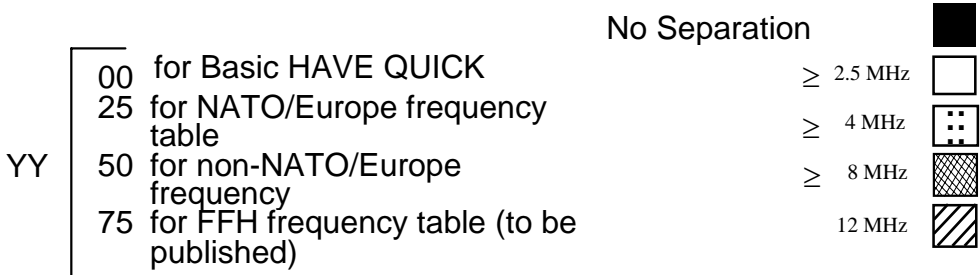 No Separation
00 for Basic HAVE QUICK
≥ 2.5 MHz
25 for NATO/Europe frequency
table
≥ 4 MHz
YY
50 for non-NATO/Europe
frequency
≥ 8 MHz
75 for FFH frequency table (to be
published)
12 MHz